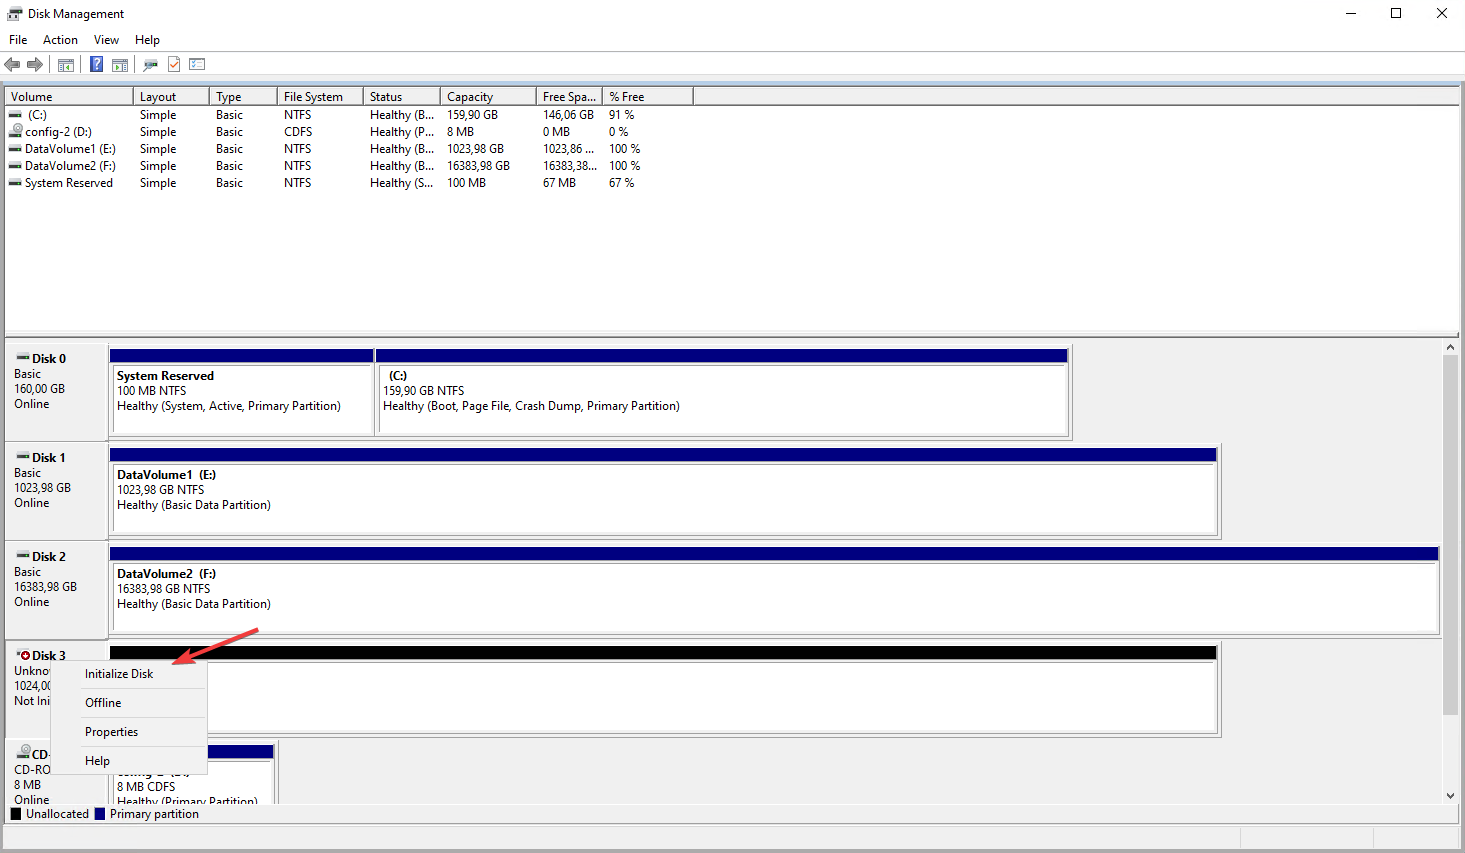 Disk Management
File Action View Help
Volume Layout Type File System Status Capacity Free Spa... % Free
(C:) Simple Basic NTFS Healthy (B... 159,90 GB 146,06 GB 91 %
config-2 (D:) Simple Basic CDFS Healthy (P... 8 MB 0 MB 0 %
DataVolume1 (E:) Simple Basic NTFS Healthy (B... 1023,98 GB 1023,86 ... 100 %
DataVolume2 (F:) Simple Basic NTFS Healthy (B... 16383,98 GB 16383,38... 100 %
System Reserved Simple Basic NTFS Healthy (S... 100 MB 67 MB 67 %
Disk 0
Basic
160,00 GB
Online
System Reserved
100 MB NTFS
Healthy (System, Active, Primary Partition)
(C:)
159,90 GB NTFS
Healthy (Boot, Page File, Crash Dump, Primary Partition)
Disk 1
Basic
1023,98 GB
Online
DataVolume1 (E:)
1023,98 GB NTFS
Healthy (Basic Data Partition)
Disk 2
Basic
16383,98 GB
Online
DataVolume2 (F:)
16383,98 GB NTFS
Healthy (Basic Data Partition)
Disk 3
Unkno
1024,00
Not Ini
Initialize Disk
Offline
Properties
Help
CD-
CD-RO
8 MB
Online
8 MB CDFS
Healthy (Primary Partition)
Unallocated Primary partition